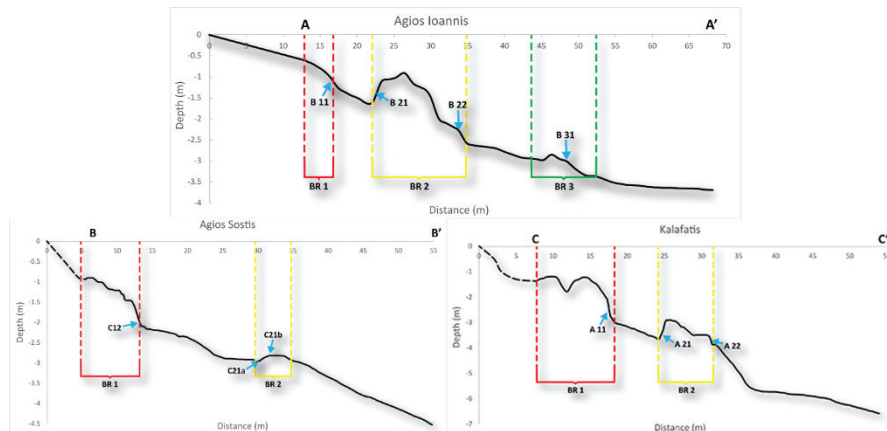 A Agios Ioannis A'
0 5 10 15 20 25 30 35 40 45 50 55 60 65 70
0
-0.5
-1
-1.5
-2
-2.5
-3
-3.5
-4
Depth (m)
B 11
B 21
B 22
B 31
BR 1
BR 2
BR 3
Distance (m)
B Agios Sostis B'
0 5 10 15 20 25 30 35 40 45 50 55
0
-0.5
-1
-1.5
-2
-2.5
-3
-3.5
-4
-4.5
Depth (m)
C12
C21b
C21a
BR 1
BR 2
Distance (m)
C Kalafatis C'
0 5 10 15 20 25 30 35 40 45 50 55
0
-1
-2
-3
-4
-5
-6
-7
Depth (m)
A 11
A 21
A 22
BR 1
BR 2
Distance (m)